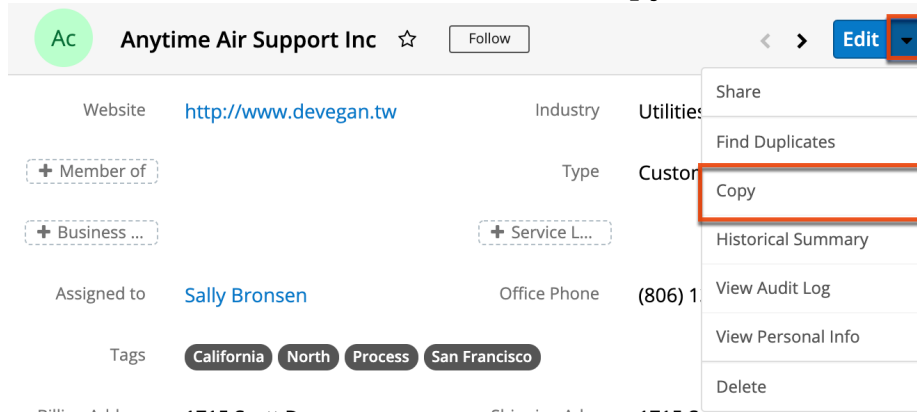 Ac Anytime Air Support Inc Follow Edit
Share
Website http://www.devegan.tw Industry Utilities
Find Duplicates
+ Member of Type
Copy
+ Business ... + Service L...
Historical Summary
Assigned to Sally Bronsen Office Phone (806) 1
View Audit Log
View Personal Info
Tags California North Process San Francisco
Delete